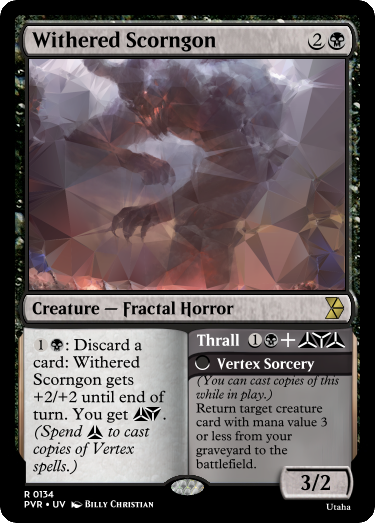 Withered Scorngon 2
Creature — Fractal Horror
1 : Discard a
card: Withered
Scorngon gets
+2/+2 until end of
turn. You get .
(Spend to cast
copies of Vertex
spells.)
Thrall 1 +
Vertex Sorcery
(You can cast copies of this
while in play.)
Return target creature
card with mana value 3
or less from your
graveyard to the
battlefield.
3/2
R 0134
PVR • UV Billy Christian
Utaha